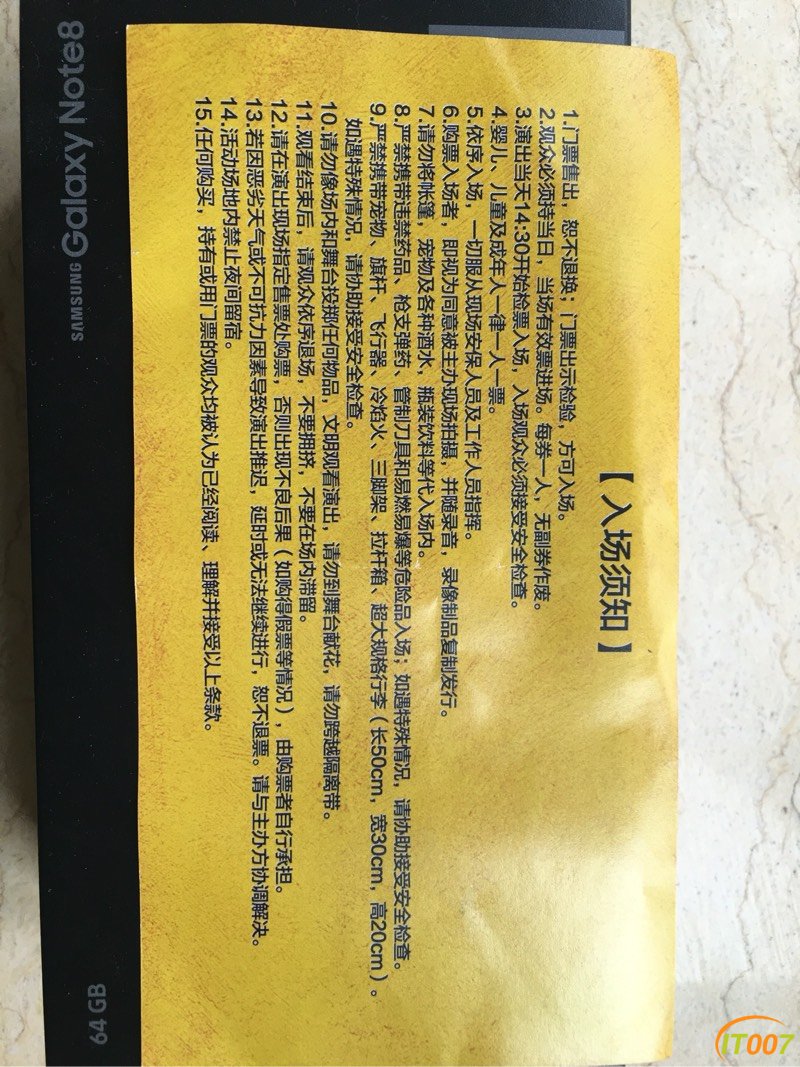 【入场须知】
1.门票售出，恕不退换；门票出示检验，方可入场。
2.观众必须持当日，当场有效票进场。每券一人，无副券作废。
3.演出当天14:30开始检票入场，入场观众必须接受安全检查。
4.婴儿、儿童及成年人一律一人一票。
5.依序入场，一切服从现场安保人员及工作人员指挥。
6.购票入场者，即视为同意被主办现场拍摄，并随录音，录像制品复制发行。
7.请勿将帐篷，宠物及各种酒水，瓶装饮料等代入场内。
8.严禁携带违禁药品、枪支弹药、管制刀具和易燃易爆等危险品入场；如遇特殊情况，请协助接受安全检查。
9.严禁携带宠物、旗杆、飞行器、冷焰火、三脚架、拉杆箱、超大规格行李（长50cm，宽30cm，高20cm）。
如遇特殊情况，请协助接受安全检查。
10.请勿像场内和舞台投掷任何物品，文明观看演出，请勿到舞台献花，请勿跨越隔离带。
11.观看结束后，请观众依序退场，不要拥挤，不要在场内滞留。
12.请在演出现场指定售票处购票，否则出现不良后果（如购得假票等情况），由购票者自行承担。
13.若因恶劣天气或不可抗力因素导致演出推迟，延时或无法继续进行，恕不退票。请与主办方协调解决。
14.活动场地内禁止夜间留宿。
15.任何购买，持有或用门票的观众均被认为已经阅读、理解并接受以上条款。
SAMSUNG Galaxy Note8
64 GB
IT007